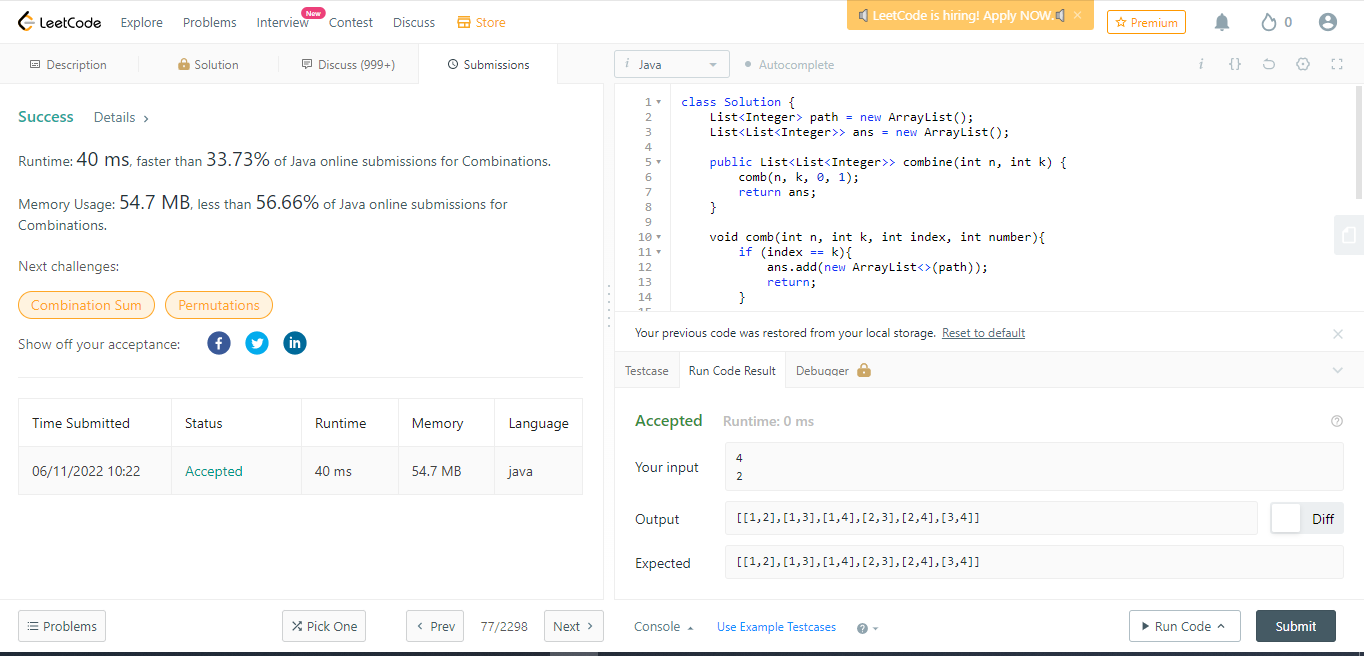 LeetCode Explore Problems Interview New Contest Discuss Store LeetCode is hiring! Apply NOW. Premium 0
Description Solution Discuss (999+) Submissions
i Java Autocomplete
Success Details
Runtime: 40 ms, faster than 33.73% of Java online submissions for Combinations.
Memory Usage: 54.7 MB, less than 56.66% of Java online submissions for
Combinations.
Next challenges:
Combination Sum Permutations
Show off your acceptance:
Time Submitted Status Runtime Memory Language
06/11/2022 10:22 Accepted 40 ms 54.7 MB java
1 class Solution {
2 List<Integer> path = new ArrayList();
3 List<List<Integer>> ans = new ArrayList();
4
5 public List<List<Integer>> combine(int n, int k) {
6 comb(n, k, 0, 1);
7 return ans;
8 }
9
10 void comb(int n, int k, int index, int number){
11 if (index == k){
12 ans.add(new ArrayList<>(path));
13 return;
14 }
Your previous code was restored from your local storage. Reset to default
Testcase Run Code Result Debugger
Accepted Runtime: 0 ms
Your input
4
2
Output [[1,2],[1,3],[1,4],[2,3],[2,4],[3,4]] Diff
Expected [[1,2],[1,3],[1,4],[2,3],[2,4],[3,4]]
Problems Pick One Prev 77/2298 Next Console Use Example Testcases Run Code Submit